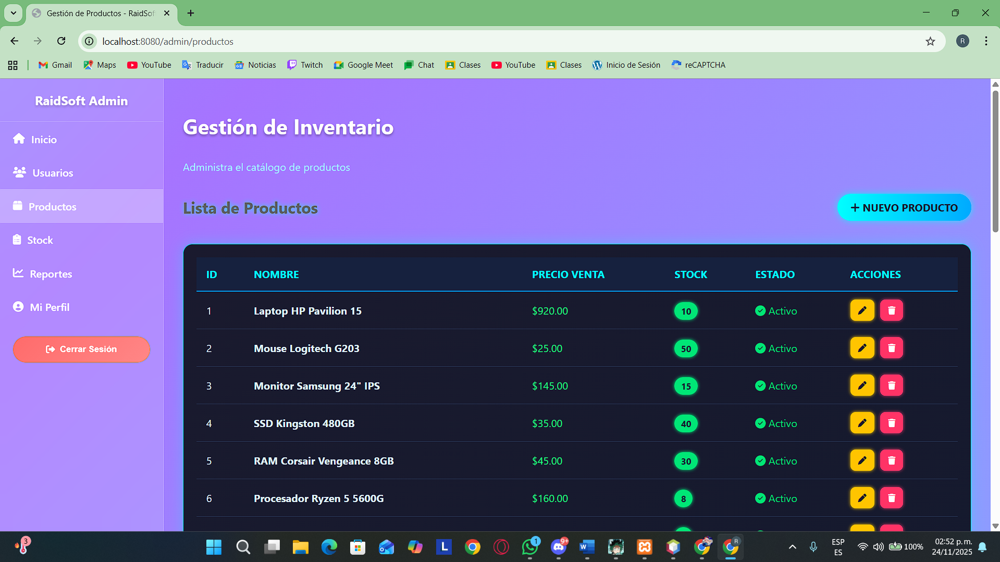 Gestión de Productos - RaidSof
localhost:8080/admin/productos
R
Gmail Maps YouTube Traducir Noticias Twitch Google Meet Chat Clases YouTube Clases Inicio de Sesión reCAPTCHA
RaidSoft Admin
Inicio
Usuarios
Productos
Stock
Reportes
Mi Perfil
Cerrar Sesión
Gestión de Inventario
Administra el catálogo de productos
Lista de Productos
+ NUEVO PRODUCTO
ID NOMBRE PRECIO VENTA STOCK ESTADO ACCIONES
1 Laptop HP Pavilion 15 $920.00 10 Activo
2 Mouse Logitech G203 $25.00 50 Activo
3 Monitor Samsung 24" IPS $145.00 15 Activo
4 SSD Kingston 480GB $35.00 40 Activo
5 RAM Corsair Vengeance 8GB $45.00 30 Activo
6 Procesador Ryzen 5 5600G $160.00 8 Activo
3
L
1
9+
W
R
ESP
ES
100%
02:52 p. m.
24/11/2025